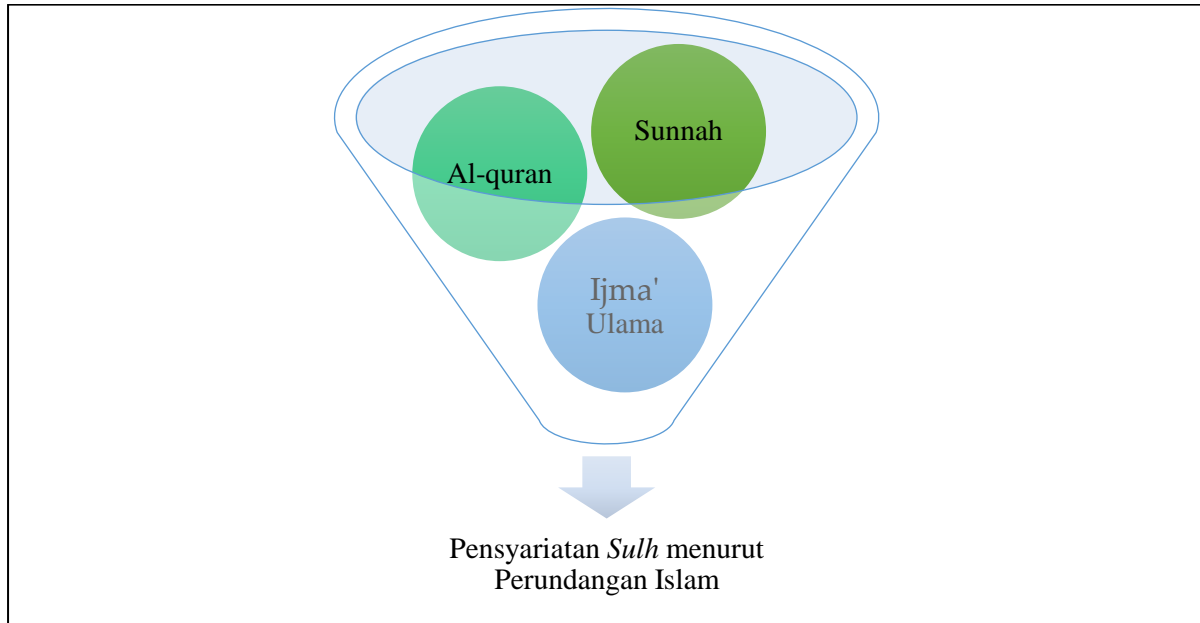 Sunnah
Al-quran
Ijma'
Ulama
Pensyariatan Sulh menurut
Perundangan Islam